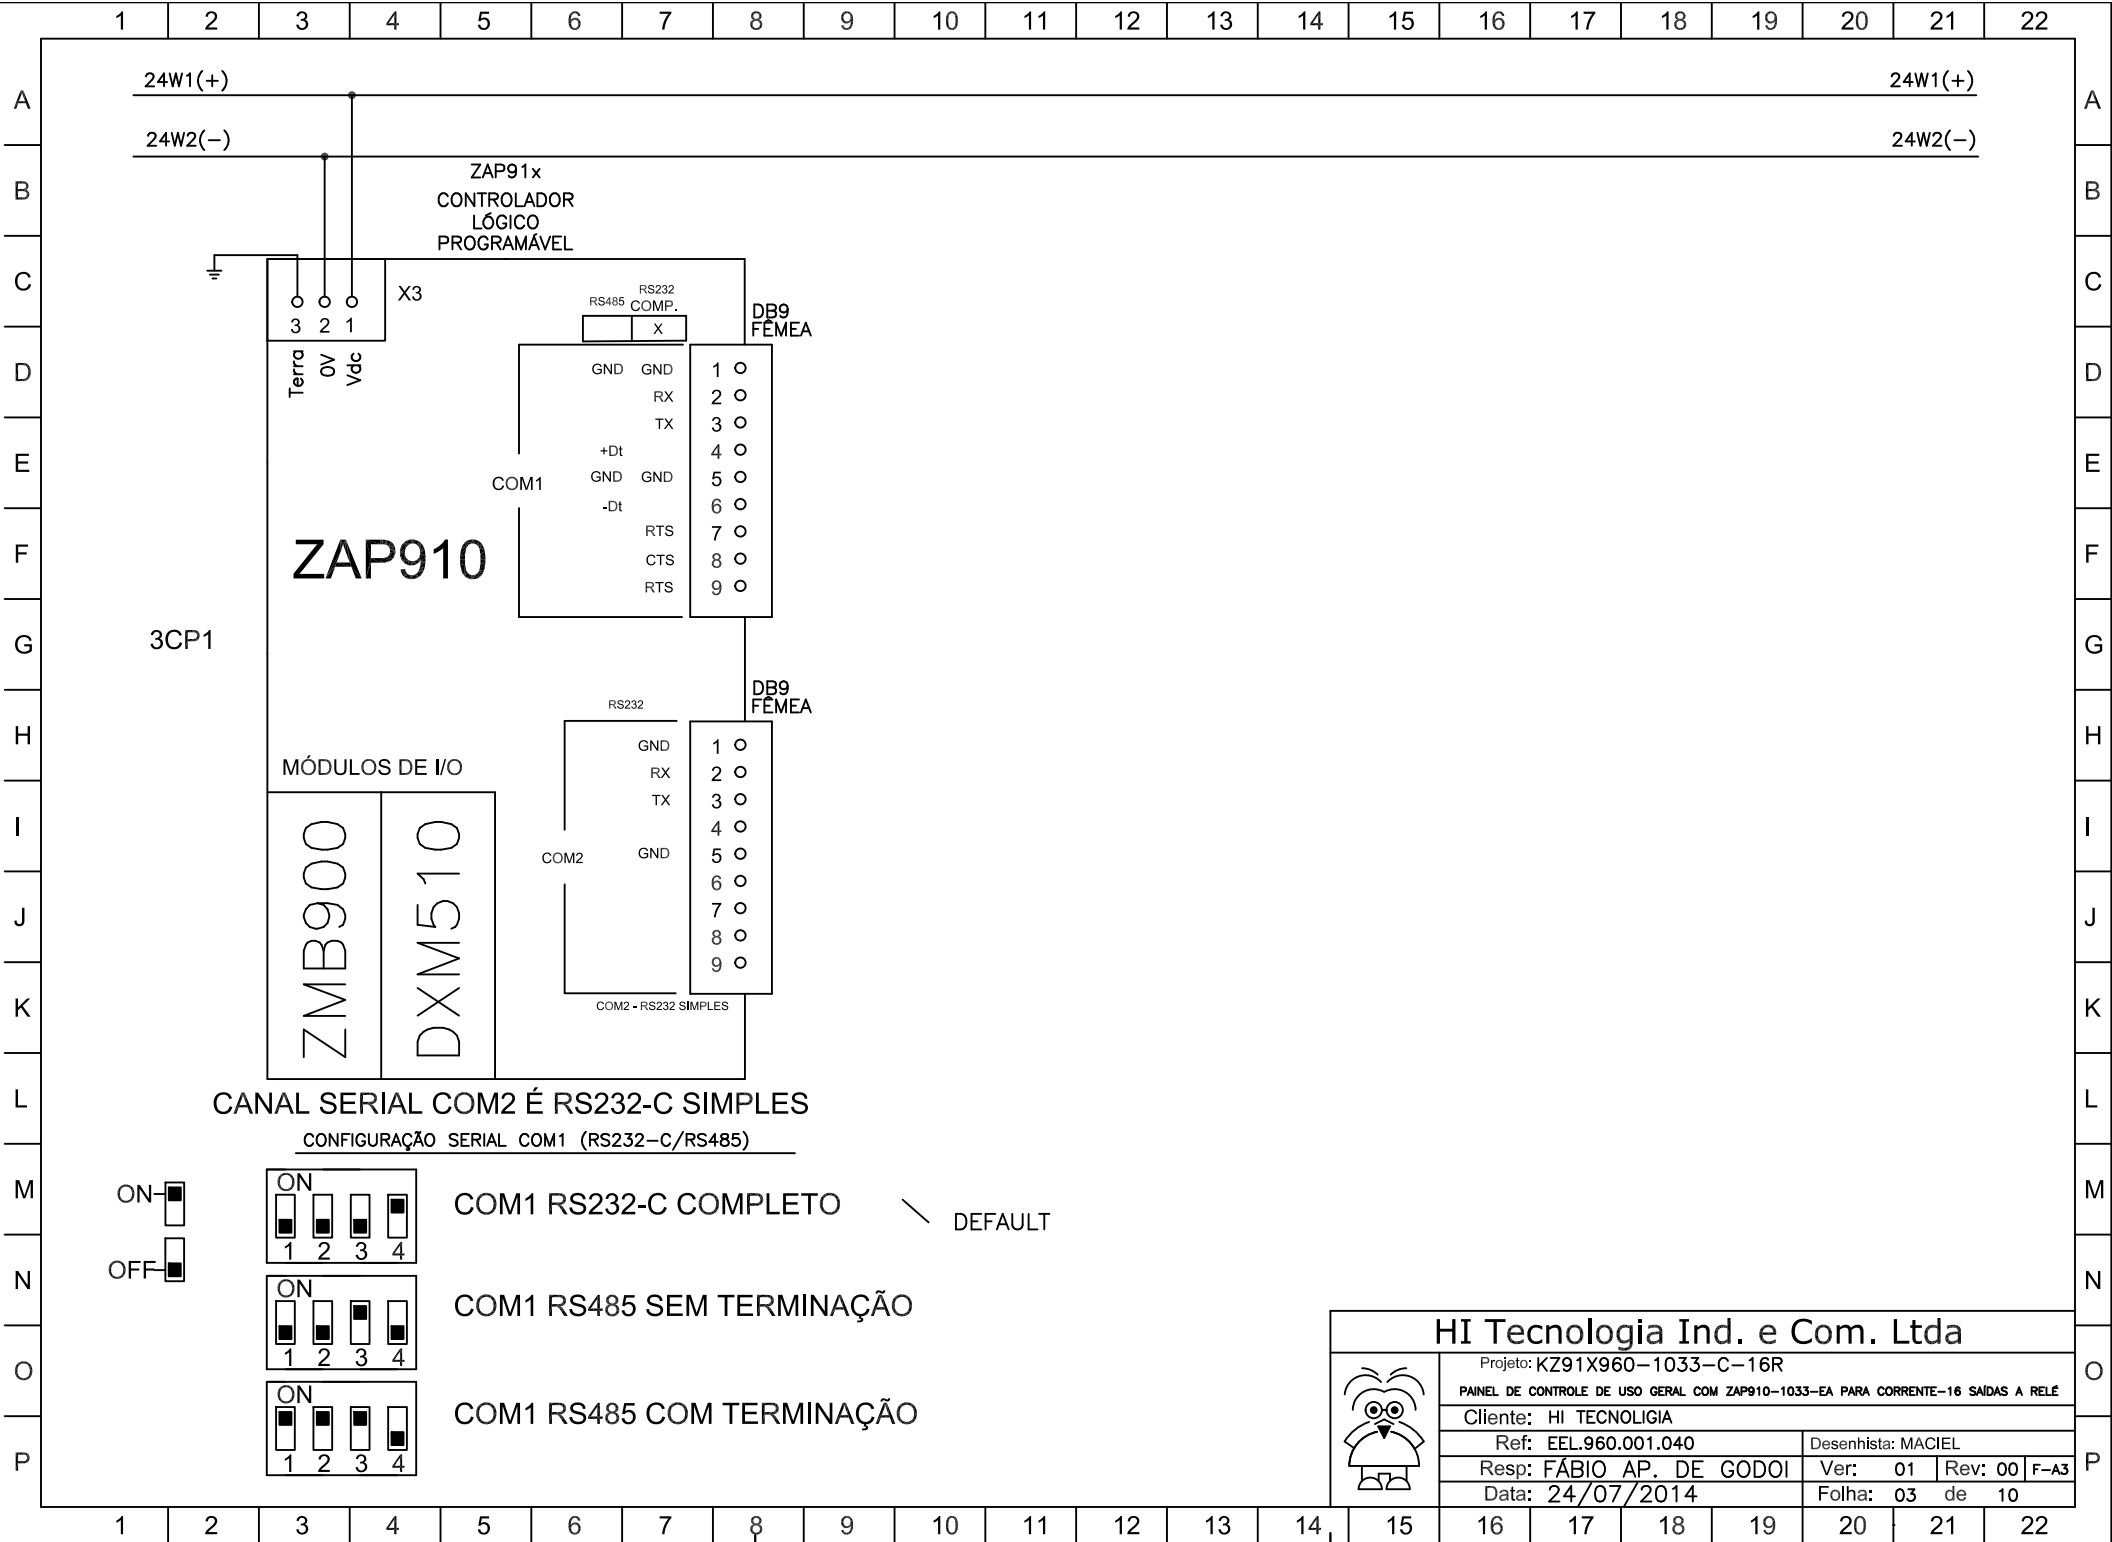 1 2 3 4 5 6 7 8 9 10 11 12 13 14 15 16 17 18 19 20 21 22
24W1(+) 24W1(+)
A A
24W2(−) 24W2(−)
ZAP91x
B B
CONTROLADOR
LÓGICO
PROGRAMÁVEL
C C
X3
RS232
RS485 COMP.
X
DB9
FÊMEA
3 2 1
Terra
0V
Vdc
D D
GND GND 1
RX 2
TX 3
+Dt 4
E E
GND GND 5
COM1
-Dt 6
RTS 7
F F
ZAP910
CTS 8
RTS 9
3CP1
G G
DB9
FÊMEA
RS232
H H
GND 1
MÓDULOS DE I/O
RX 2
TX 3
I I
4
COM2
GND 5
6
J J
7
8
9
ZMB900
DXM510
K K
COM2 - RS232 SIMPLES
L L
CANAL SERIAL COM2 É RS232-C SIMPLES
CONFIGURAÇÃO SERIAL COM1 (RS232−C/RS485)
M M
ON
ON
1 2 3 4
COM1 RS232-C COMPLETO
DEFAULT
OFF
N N
ON
1 2 3 4
COM1 RS485 SEM TERMINAÇÃO
O O
ON
1 2 3 4
COM1 RS485 COM TERMINAÇÃO
P P
HI Tecnologia Ind. e Com. Ltda
Projeto: KZ91X960−1033−C−16R
PAINEL DE CONTROLE DE USO GERAL COM ZAP910−1033−EA PARA CORRENTE−16 SAÍDAS A RELÉ
Cliente: HI TECNOLIGIA
Ref: EEL.960.001.040 Desenhista: MACIEL
Resp: FÁBIO AP. DE GODOI Ver: 01 Rev: 00 F−A3
Data: 24/07/2014 Folha: 03 de 10
1 2 3 4 5 6 7 8 9 10 11 12 13 14 15 16 17 18 19 20 21 22